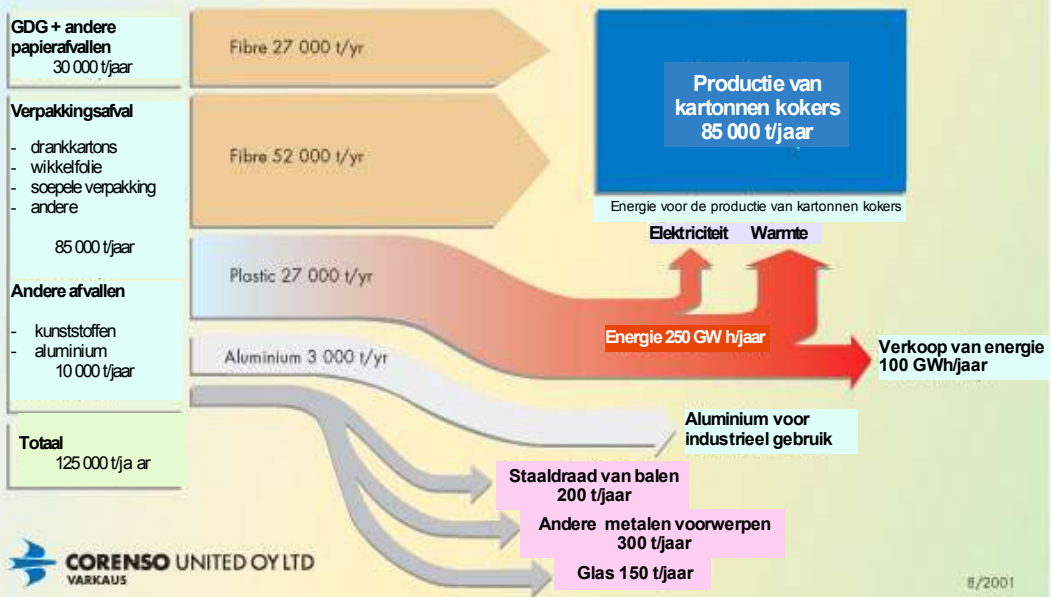 GDG + andere
papierafvallen
30 000 t/jaar
Verpakkingsafval
- drankkartons
- wikkelfolie
- soepele verpakking
- andere
85 000 t/jaar
Andere afvallen
- kunststoffen
- aluminium
10 000 t/jaar
Totaal
125 000 t/ja ar
Fibre 27 000 t/yr
Fibre 52 000 t/yr
Plastic 27 000 t/yr
Aluminium 3 000 t/yr
Productie van
kartonnen kokers
85 000 t/jaar
Energie voor de productie van kartonnen kokers
Elektriciteit Warmte
Energie 250 GW h/jaar
Verkoop van energie
100 GWh/jaar
Aluminium voor
industrieel gebruik
Staaldraad van balen
200 t/jaar
Andere metalen voorwerpen
300 t/jaar
Glas 150 t/jaar
CORENSO UNITED OY LTD
VARKAUS
8/2001